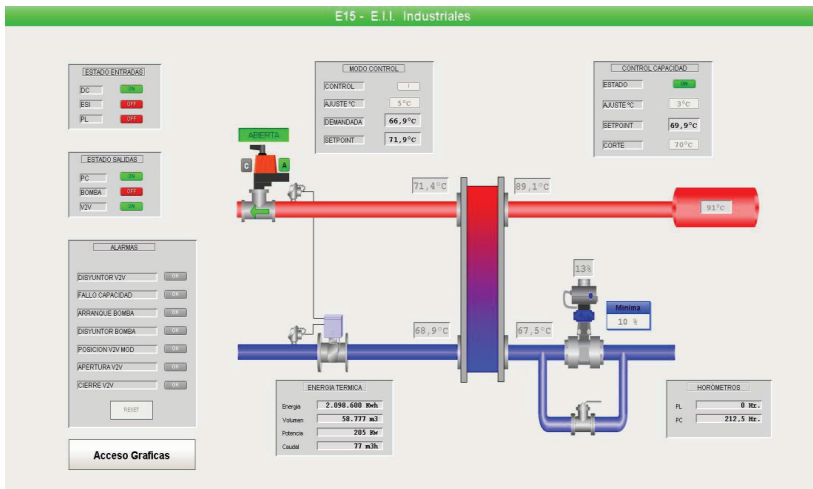 E15 - E.I.I. Industriales
ESTADO ENTRADAS
DC ON
ESI OFF
PL OFF
MODO CONTROL
CONTROL
AJUSTE ºC 5°C
DEMANDADA 66,9°C
SETPOINT 71,9°C
CONTROL CAPACIDAD
ESTADO ON
AJUSTE ºC 3°C
SETPOINT 69,9°C
CORTE 70°C
ABIERTA
C A
ESTADO SALIDAS
PC ON
BOMBA OFF
V2V ON
71,4°C
89,1°C
91°C
ALARMAS
DISYUNTOR V2V OK
FALLO CAPACIDAD OK
ARRANQUE BOMBA OK
DISYUNTOR BOMBA OK
POSICION V2V MOD OK
APERTURA V2V OK
CIERRE V2V OK
RESET
13%
Minima
10 %
68,9°C
67,5°C
ENERGIA TERMICA
Energia 2.098.600 Kwh
Volumen 58.777 m3
Potencia 205 Kw
Caudal 77 m3h
HORÓMETROS
PL 0 Hr.
PC 212,5 Hr.
Acceso Graficas